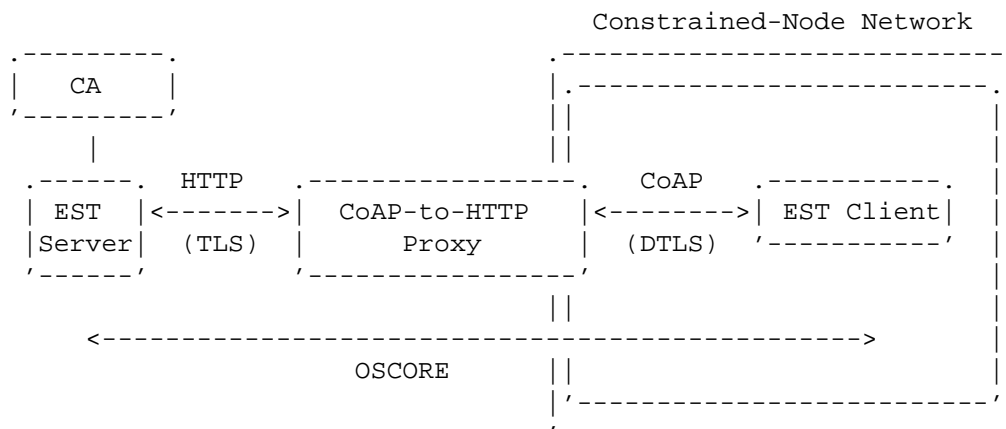 Constrained-Node Network
CA
HTTP CoAP
EST CoAP-to-HTTP EST Client
Server (TLS) Proxy (DTLS)
OSCORE